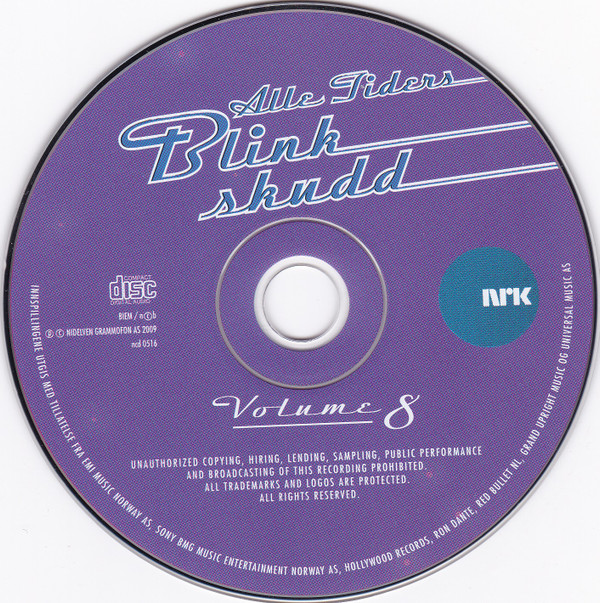 Alle Tiders
Blink
skudd
COMPACT
disc
DIGITAL AUDIO
BIEM / n©b
℗ © NIDELVEN GRAMMOFON AS 2009
ncd 0516
nrk
Volume 8
UNAUTHORIZED COPYING, HIRING, LENDING, SAMPLING, PUBLIC PERFORMANCE
AND BROADCASTING OF THIS RECORDING PROHIBITED.
ALL TRADEMARKS AND LOGOS ARE PROTECTED.
ALL RIGHTS RESERVED.
INNSPILLINGENE UTGIS MED TILLATELSE FRA EMI MUSIC NORWAY AS, SONY BMG MUSIC ENTERTAINMENT NORWAY AS, HOLLYWOOD RECORDS, RON DANTE, RED BULLET NL, GRAND UPRIGHT MUSIC OG UNIVERSAL MUSIC AS